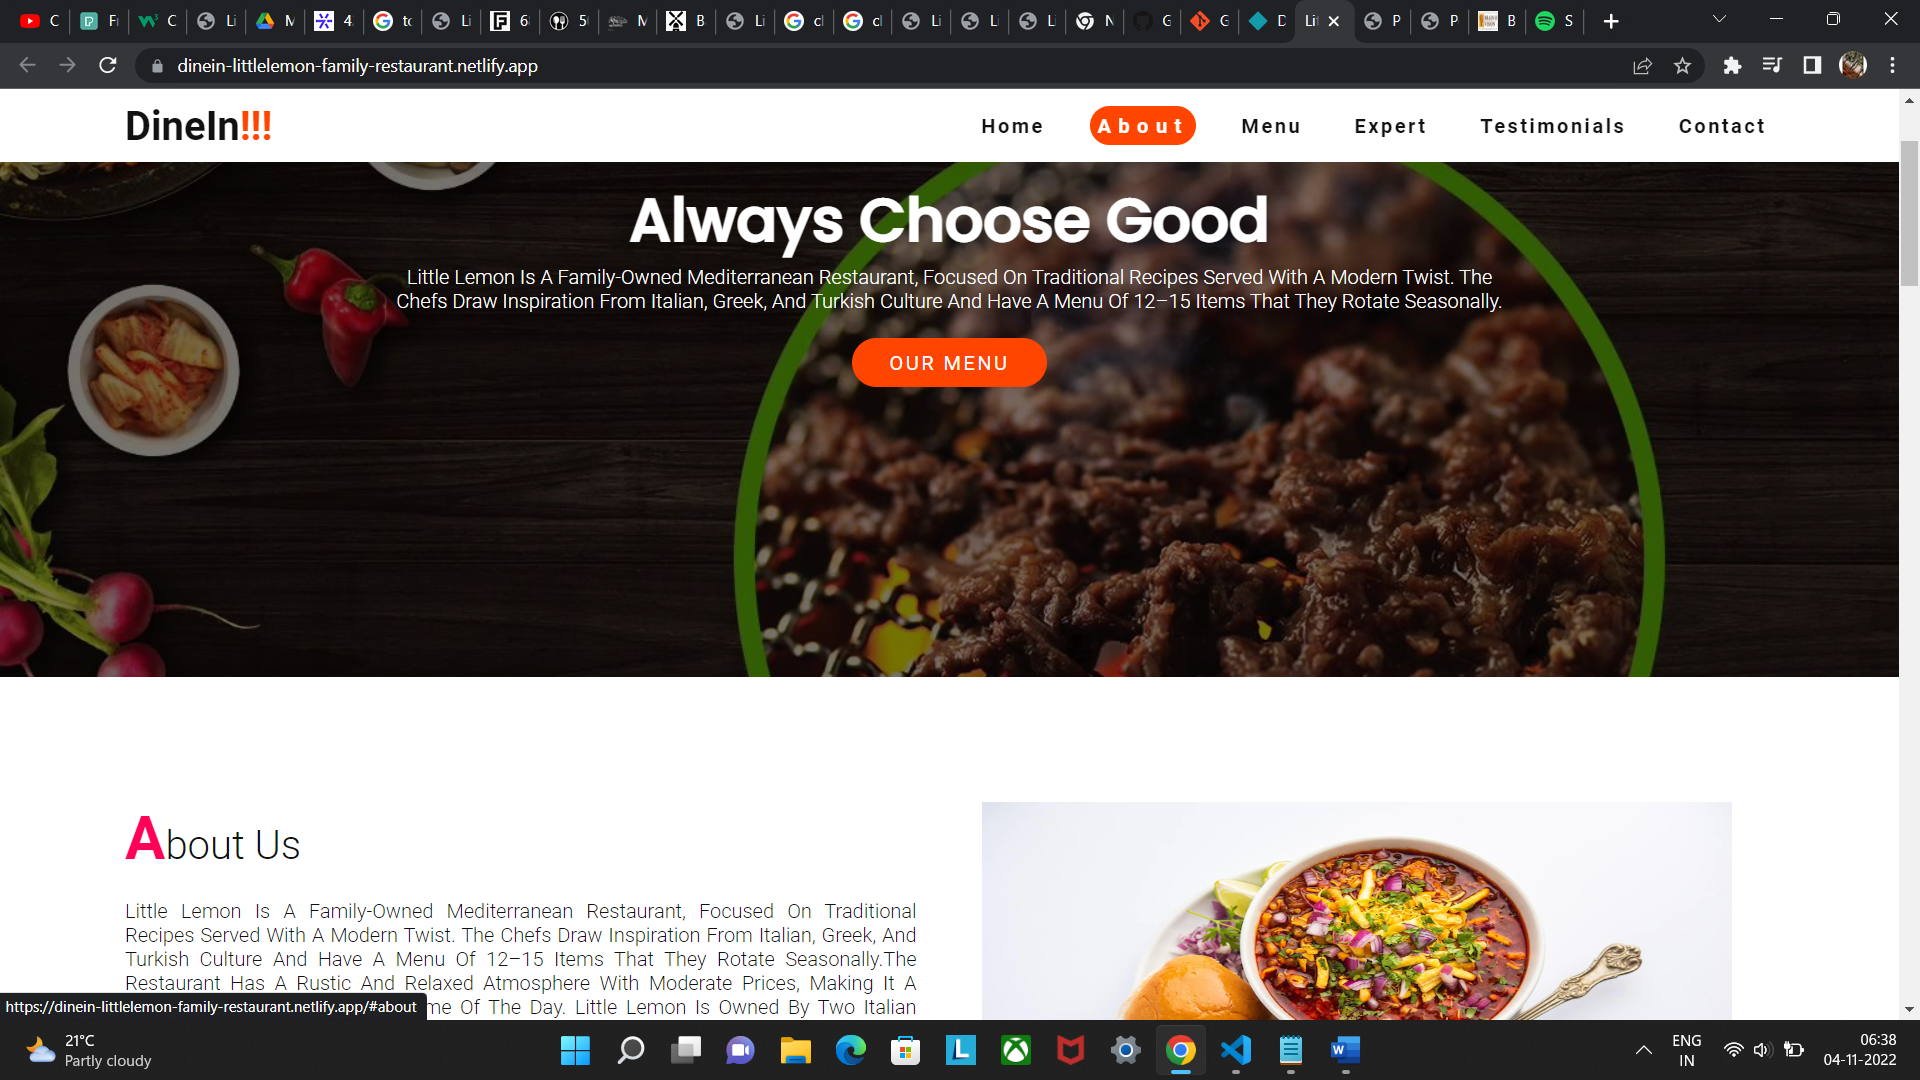 C
Fr
C
Li
M
4
to
Li
6
5
M
B
Li
cl
cl
Li
Li
Li
N
G
G
D
Lit
P
P
B
S
dinein-littlelemon-family-restaurant.netlify.app
DineIn!!!
Home About Menu Expert Testimonials Contact
Always Choose Good
Little Lemon Is A Family-Owned Mediterranean Restaurant, Focused On Traditional Recipes Served With A Modern Twist. The
Chefs Draw Inspiration From Italian, Greek, And Turkish Culture And Have A Menu Of 12–15 Items That They Rotate Seasonally.
OUR MENU
About Us
Little Lemon Is A Family-Owned Mediterranean Restaurant, Focused On Traditional
Recipes Served With A Modern Twist. The Chefs Draw Inspiration From Italian, Greek, And
Turkish Culture And Have A Menu Of 12–15 Items That They Rotate Seasonally.The
Restaurant Has A Rustic And Relaxed Atmosphere With Moderate Prices, Making It A
me Of The Day. Little Lemon Is Owned By Two Italian
https://dinein-littlelemon-family-restaurant.netlify.app/#about
21°C
Partly cloudy
ENG
IN
06:38
04-11-2022